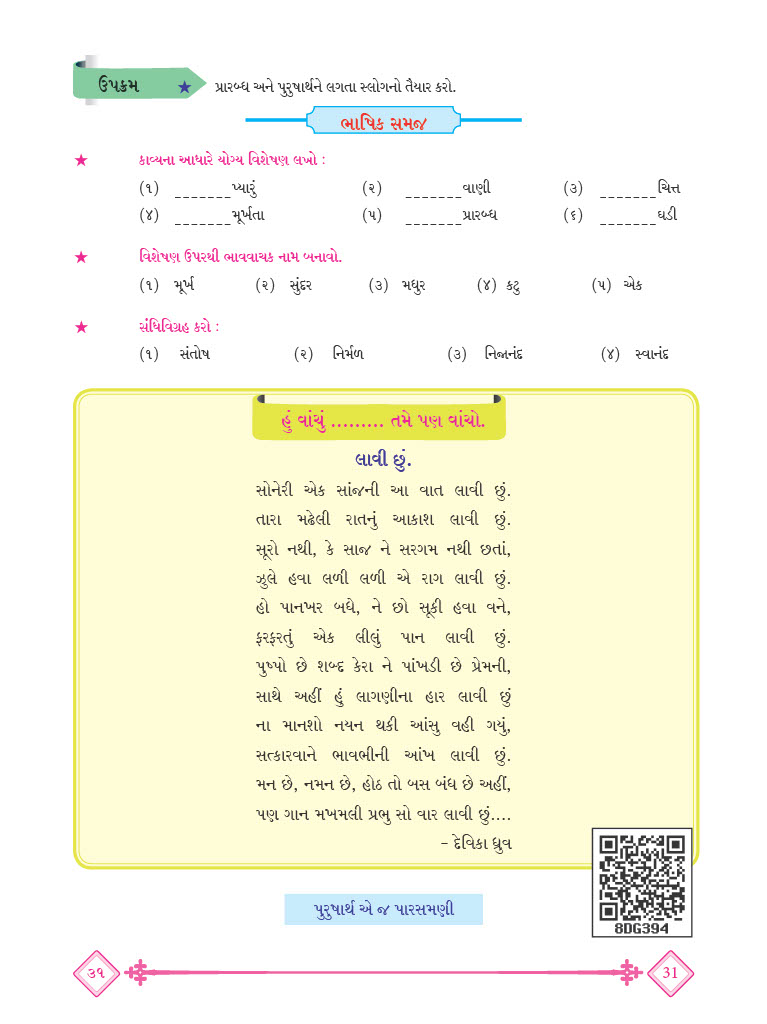 ઉપક્રમ ★ પ્રારબ્ધ અને પુરુષાર્થને લગતા સ્લોગનો તૈયાર કરો.
ભાષિક સમજ
★ કાવ્યના આધારે યોગ્ય વિશેષણ લખો :
(૧) _______પ્યારું (૨) _______વાણી (૩) _______ચિત્ત
(૪) _______મૂર્ખતા (૫) _______પ્રારબ્ધ (૬) _______ઘડી
★ વિશેષણ ઉપરથી ભાવવાચક નામ બનાવો.
(૧) મૂર્ખ (૨) સુંદર (૩) મધુર (૪) કટુ (૫) એક
★ સંધિવિગ્રહ કરો :
(૧) સંતોષ (૨) નિર્મળ (૩) નિજાનંદ (૪) સ્વાનંદ
હું વાંચું ......... તમે પણ વાંચો.
લાવી છું.
સોનેરી એક સાંજની આ વાત લાવી છું.
તારા મઢેલી રાતનું આકાશ લાવી છું.
સૂરો નથી, કે સાજ ને સરગમ નથી છતાં,
ઝુલે હવા લળી લળી એ રાગ લાવી છું.
હો પાનખર બધે, ને છો સૂકી હવા વને,
ફરફરતું એક લીલું પાન લાવી છું.
પુષ્પો છે શબ્દ કેરા ને પાંખડી છે પ્રેમની,
સાથે અહીં હું લાગણીના હાર લાવી છું
ના માનશો નયન થકી આંસુ વહી ગયું,
સત્કારવાને ભાવભીની આંખ લાવી છું.
મન છે, નમન છે, હોઠ તો બસ બંધ છે અહીં,
પણ ગાન મખમલી પ્રભુ સો વાર લાવી છું....
- દેવિકા ધ્રુવ
8DG394
પુરુષાર્થ એ જ પારસમણી
૩૧ 31